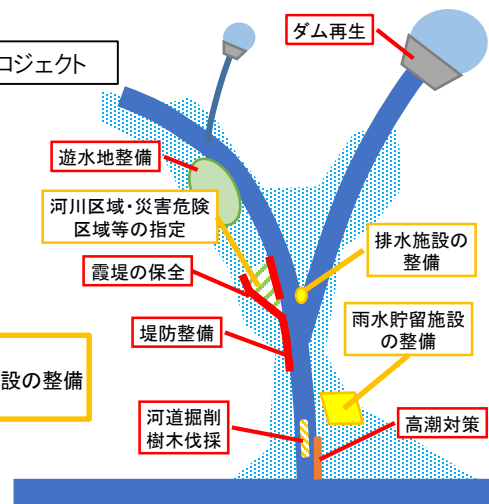 ダム再生
ロジェクト
遊水地整備
河川区域・災害危険
区域等の指定
排水施設の
整備
霞堤の保全
雨水貯留施設
の整備
堤防整備
設の整備
河道掘削
樹木伐採
高潮対策